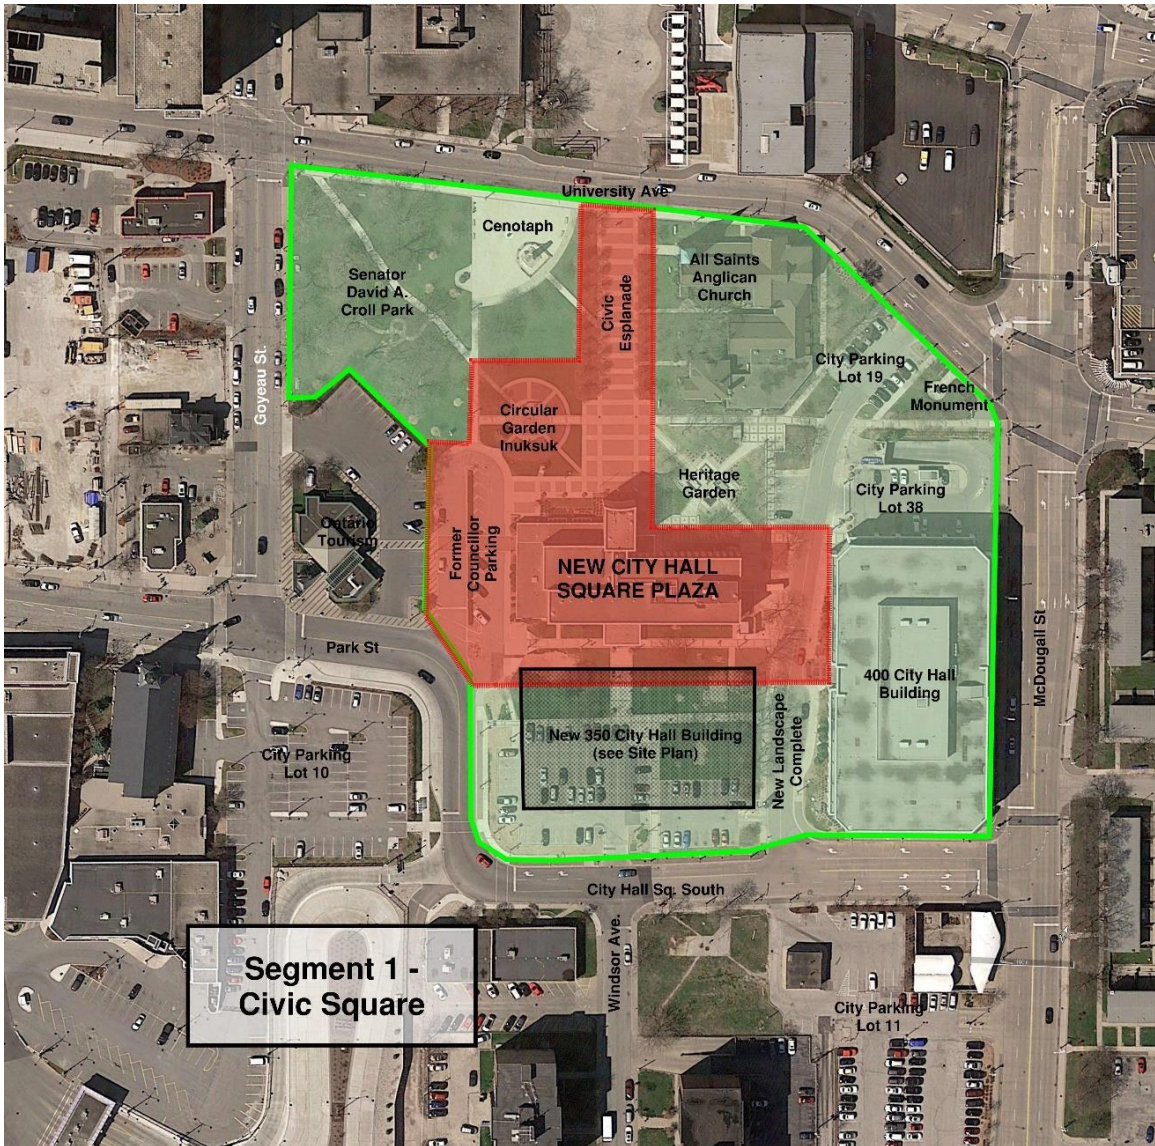 University Ave
Cenotaph
Senator
David A.
Croll Park
Civic
Esplanade
All Saints
Anglican
Church
City Parking
Lot 19
French
Monument
Goyeau St.
Circular
Garden
Inuksuk
Heritage
Garden
City Parking
Lot 38
Ontario
Tourism
Former
Councillor
Parking
NEW CITY HALL
SQUARE PLAZA
Park St
McDougall St.
400 City Hall
Building
New 350 City Hall Building
(see Site Plan)
New Landscape
Complete
City Parking
Lot 10
City Hall Sq. South
Windsor Ave.
Segment 1 -
Civic Square
City Parking
Lot 11